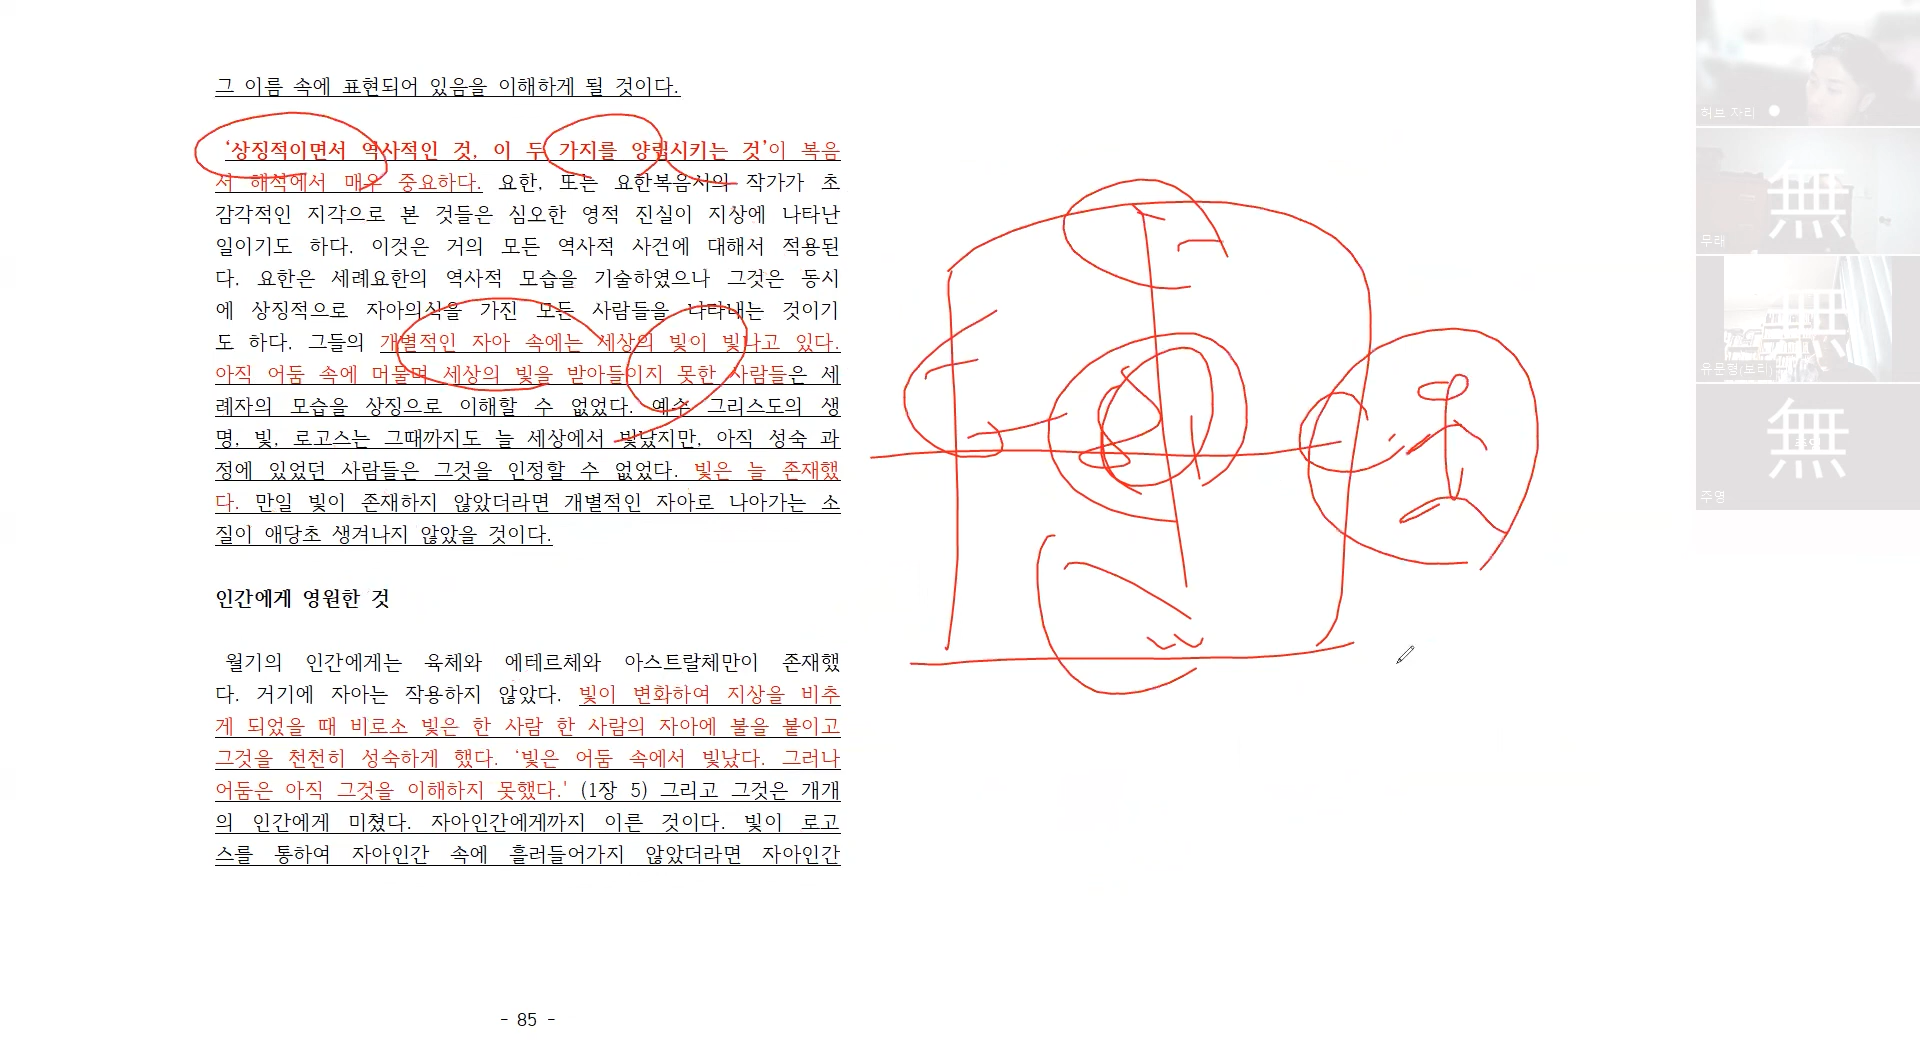 그 이름 속에 표현되어 있음을 이해하게 될 것이다.
‘상징적이면서 역사적인 것, 이 두 가지를 양립시키는 것’이 복음
서 해석에서 매우 중요하다. 요한, 또는 요한복음서의 작가가 초
감각적인 지각으로 본 것들은 심오한 영적 진실이 지상에 나타난
일이기도 하다. 이것은 거의 모든 역사적 사건에 대해서 적용된
다. 요한은 세례요한의 역사적 모습을 기술하였으나 그것은 동시
에 상징적으로 자아의식을 가진 모든 사람들을 나타내는 것이기
도 하다. 그들의 개별적인 자아 속에는 세상의 빛이 빛나고 있다.
아직 어둠 속에 머물며 세상의 빛을 받아들이지 못한 사람들은 세
례자의 모습을 상징으로 이해할 수 없었다. 예수 그리스도의 생
명, 빛, 로고스는 그때까지도 늘 세상에서 빛났지만, 아직 성숙 과
정에 있었던 사람들은 그것을 인정할 수 없었다. 빛은 늘 존재했
다. 만일 빛이 존재하지 않았더라면 개별적인 자아로 나아가는 소
질이 애당초 생겨나지 않았을 것이다.
인간에게 영원한 것
월기의 인간에게는 육체와 에테르체와 아스트랄체만이 존재했
다. 거기에 자아는 작용하지 않았다. 빛이 변화하여 지상을 비추
게 되었을 때 비로소 빛은 한 사람 한 사람의 자아에 불을 붙이고
그것을 천천히 성숙하게 했다. ‘빛은 어둠 속에서 빛났다. 그러나
어둠은 아직 그것을 이해하지 못했다.' (1장 5) 그리고 그것은 개개
의 인간에게 미쳤다. 자아인간에게까지 이른 것이다. 빛이 로고
스를 통하여 자아인간 속에 흘러들어가지 않았더라면 자아인간
- 85 -
허브 자리
無
무래
無
유문형(보리)
無
주영